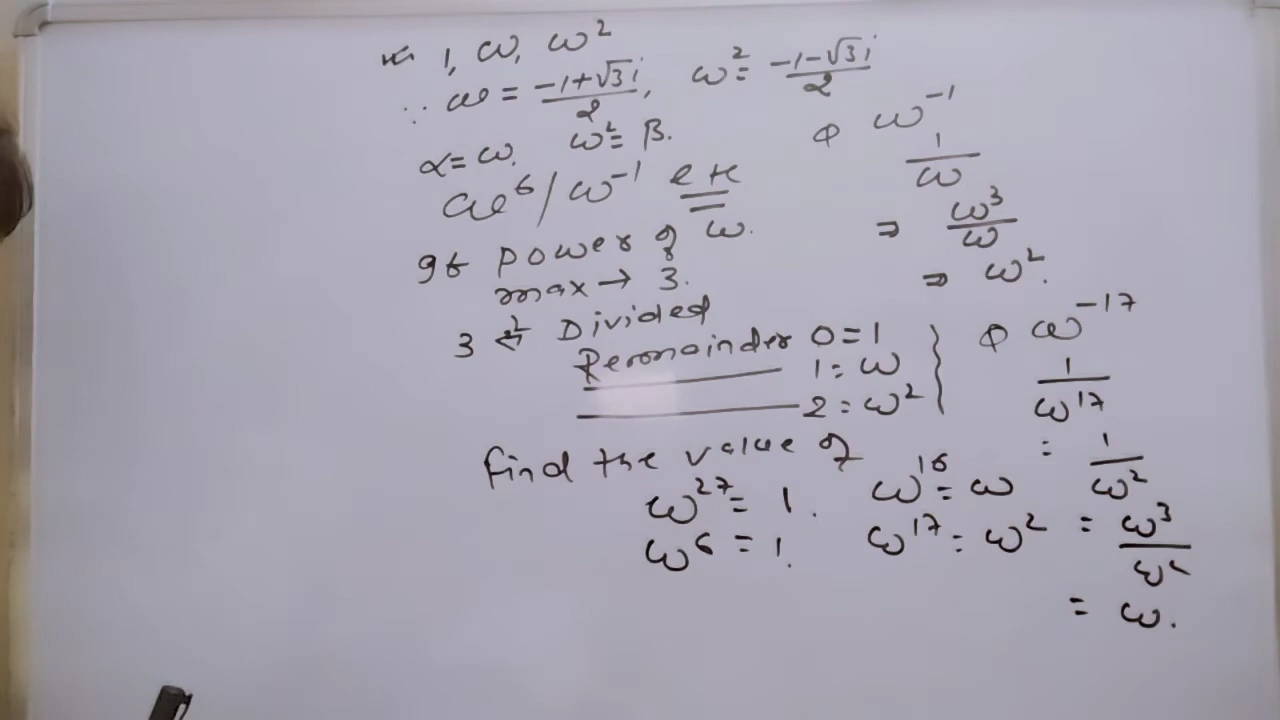 1, ω, ω²
∴ ω = (-1+√3i)/2, ω² = (-1-√3i)/2
α = ω. ω² = β.
ω⁶/ω⁻¹ etc
If power of ω.
max → 3.
3 Divided
Remainder 0 = 1
1 = ω
2 = ω²
find the value of
ω²⁷ = 1. ω¹⁶ = ω
ω⁶ = 1. ω¹⁷ = ω²
ω⁻¹
1/ω
⇒ ω³/ω
⇒ ω².
ω⁻¹⁷
1/ω¹⁷
= 1/ω²
= ω³/ω²
= ω.